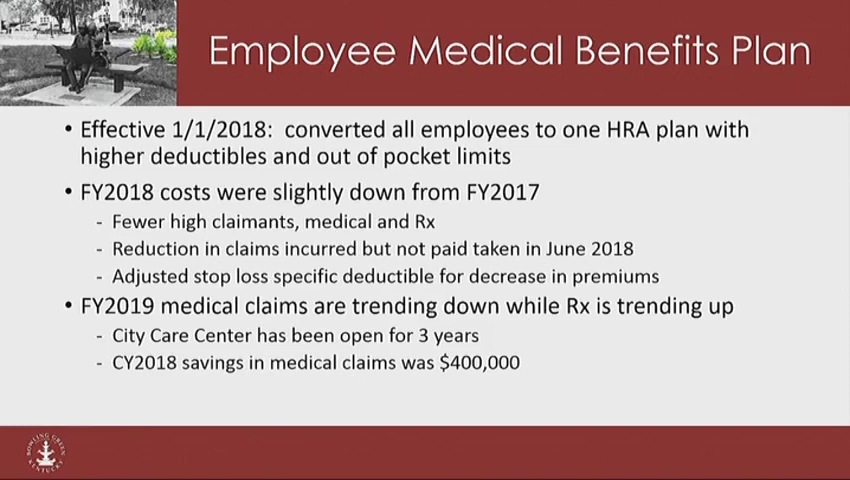 Employee Medical Benefits Plan
• Effective 1/1/2018: converted all employees to one HRA plan with
higher deductibles and out of pocket limits
• FY2018 costs were slightly down from FY2017
- Fewer high claimants, medical and Rx
- Reduction in claims incurred but not paid taken in June 2018
- Adjusted stop loss specific deductible for decrease in premiums
• FY2019 medical claims are trending down while Rx is trending up
- City Care Center has been open for 3 years
- CY2018 savings in medical claims was $400,000
BOWLING GREEN
KENTUCKY